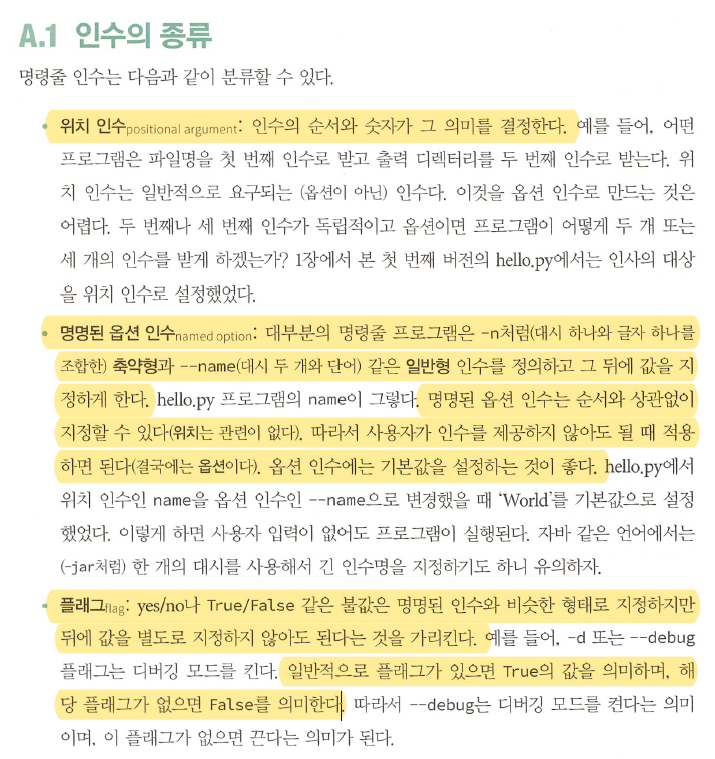 A.1 인수의 종류
명령줄 인수는 다음과 같이 분류할 수 있다.
• 위치 인수positional argument: 인수의 순서와 숫자가 그 의미를 결정한다. 예를 들어, 어떤
프로그램은 파일명을 첫 번째 인수로 받고 출력 디렉터리를 두 번째 인수로 받는다. 위
치 인수는 일반적으로 요구되는 (옵션이 아닌) 인수다. 이것을 옵션 인수로 만드는 것은
어렵다. 두 번째나 세 번째 인수가 독립적이고 옵션이면 프로그램이 어떻게 두 개 또는
세 개의 인수를 받게 하겠는가? 1장에서 본 첫 번째 버전의 hello.py에서는 인사의 대상
을 위치 인수로 설정했었다.
• 명명된 옵션 인수named option: 대부분의 명령줄 프로그램은 -n처럼(대시 하나와 글자 하나를
조합한) 축약형과 --name(대시 두 개와 단어) 같은 일반형 인수를 정의하고 그 뒤에 값을 지
정하게 한다. hello.py 프로그램의 name이 그렇다. 명명된 옵션 인수는 순서와 상관없이
지정할 수 있다(위치는 관련이 없다). 따라서 사용자가 인수를 제공하지 않아도 될 때 적용
하면 된다(결국에는 옵션이다). 옵션 인수에는 기본값을 설정하는 것이 좋다. hello.py에서
위치 인수인 name을 옵션 인수인 --name으로 변경했을 때 ‘World’를 기본값으로 설정
했었다. 이렇게 하면 사용자 입력이 없어도 프로그램이 실행된다. 자바 같은 언어에서는
(-jar처럼) 한 개의 대시를 사용해서 긴 인수명을 지정하기도 하니 유의하자.
• 플래그flag: yes/no나 True/False 같은 불값은 명명된 인수와 비슷한 형태로 지정하지만
뒤에 값을 별도로 지정하지 않아도 된다는 것을 가리킨다. 예를 들어, -d 또는 --debug
플래그는 디버깅 모드를 킨다. 일반적으로 플래그가 있으면 True의 값을 의미하며, 해
당 플래그가 없으면 False를 의미한다. 따라서 --debug는 디버깅 모드를 켠다는 의미
이며, 이 플래그가 없으면 끈다는 의미가 된다.